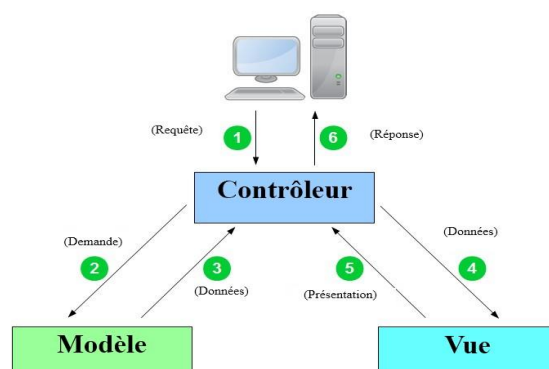 (Requête)
1
6
(Réponse)
Contrôleur
(Demande)
2
3
(Données)
5
(Présentation)
4
(Données)
Modèle
Vue